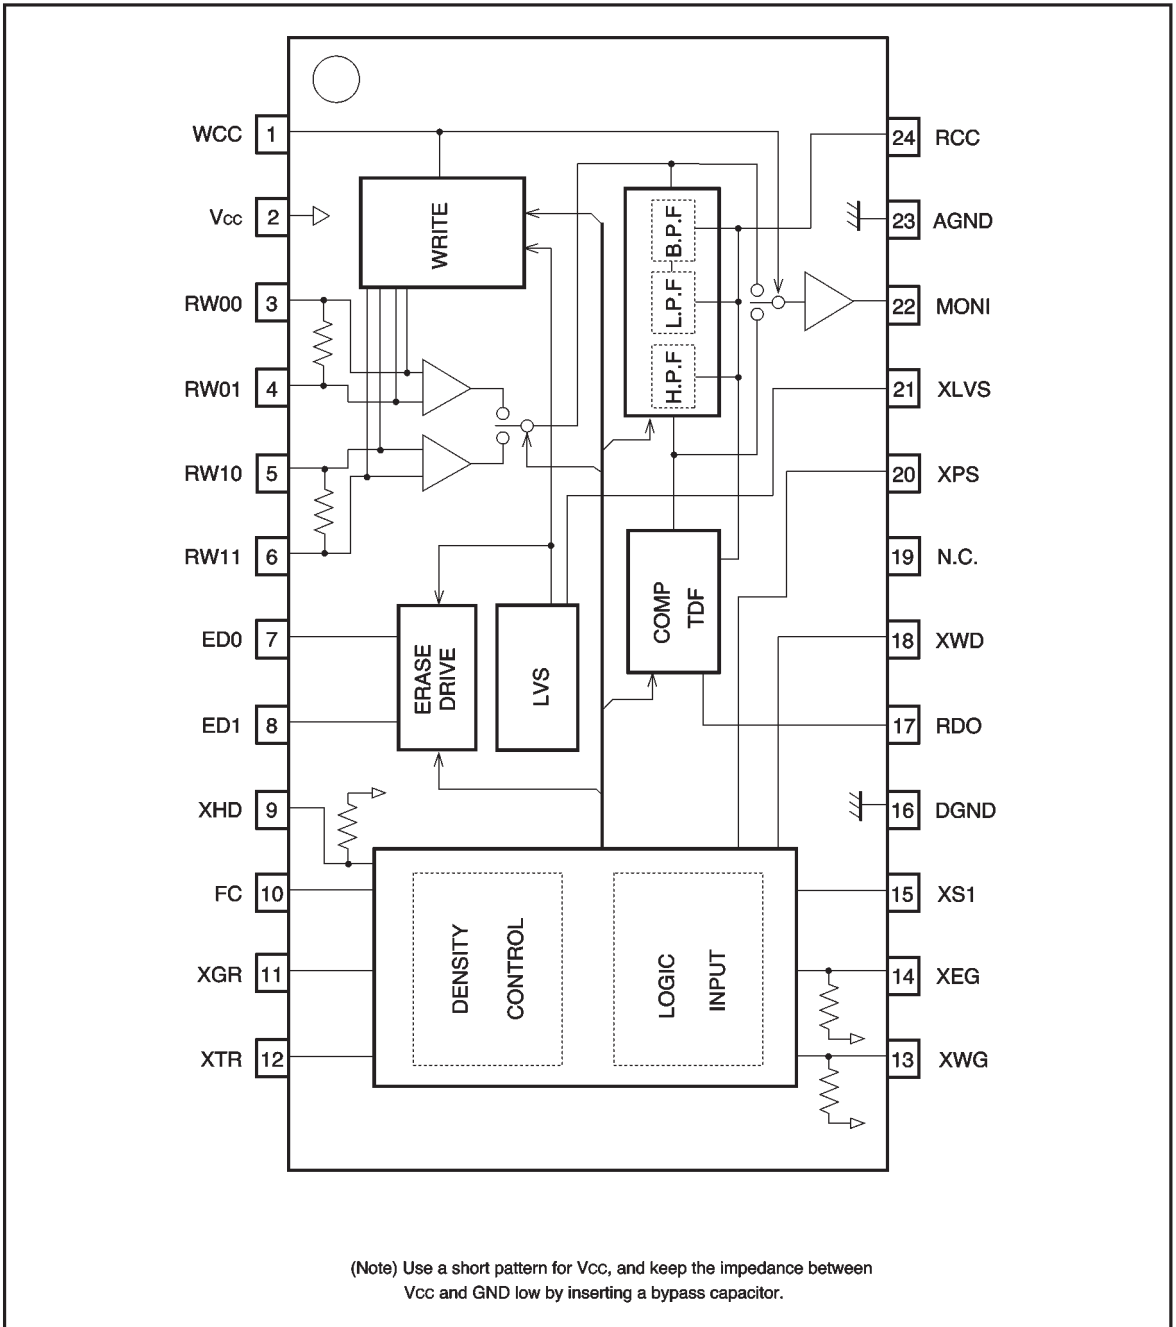 WCC 1
Vcc 2
RW00 3
RW01 4
RW10 5
RW11 6
ED0 7
ED1 8
XHD 9
FC 10
XGR 11
XTR 12
WRITE
B.P.F
L.P.F
H.P.F
COMP
TDF
ERASE
DRIVE
LVS
DENSITY
CONTROL
LOGIC
INPUT
24 RCC
23 AGND
22 MONI
21 XLVS
20 XPS
19 N.C.
18 XWD
17 RDO
16 DGND
15 XS1
14 XEG
13 XWG
(Note) Use a short pattern for Vcc, and keep the impedance between
Vcc and GND low by inserting a bypass capacitor.